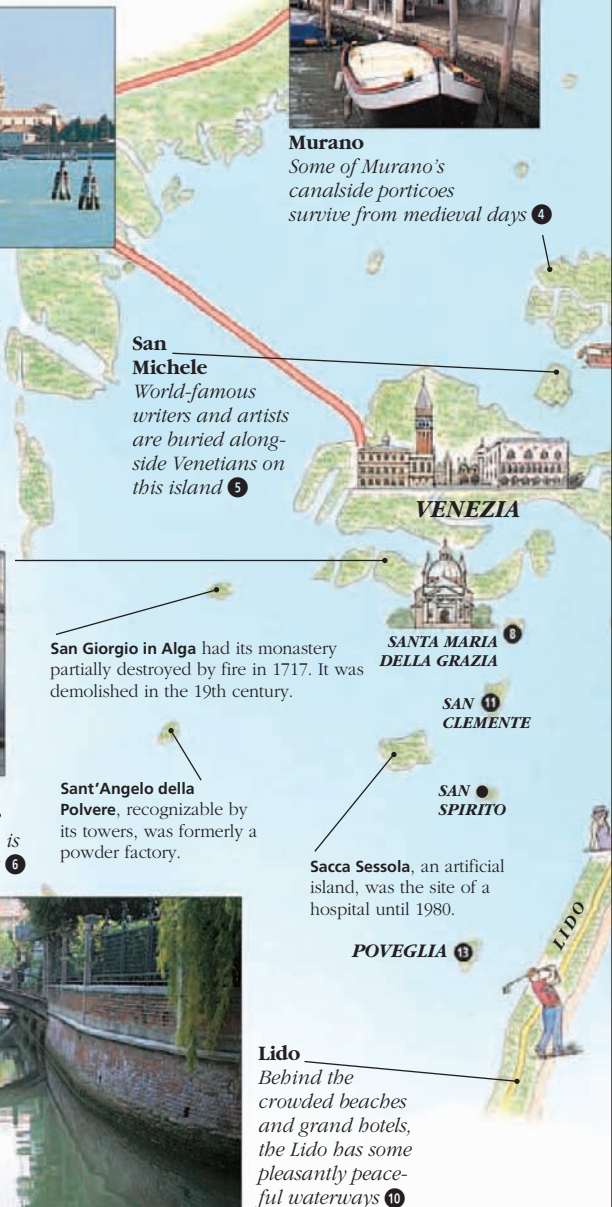 Murano
Some of Murano's
canalside porticoes
survive from medieval days 4
San
Michele
World-famous
writers and artists
are buried along-
side Venetians on
this island 5
VENEZIA
San Giorgio in Alga had its monastery
partially destroyed by fire in 1717. It was
demolished in the 19th century.
SANTA MARIA
DELLA GRAZIA 8
SAN 11
CLEMENTE
Sant'Angelo della
Polvere, recognizable by
its towers, was formerly a
powder factory.
is
6
SAN
SPIRITO
Sacca Sessola, an artificial
island, was the site of a
hospital until 1980.
POVEGLIA 13
LIDO
Lido
Behind the
crowded beaches
and grand hotels,
the Lido has some
pleasantly peace-
ful waterways 10